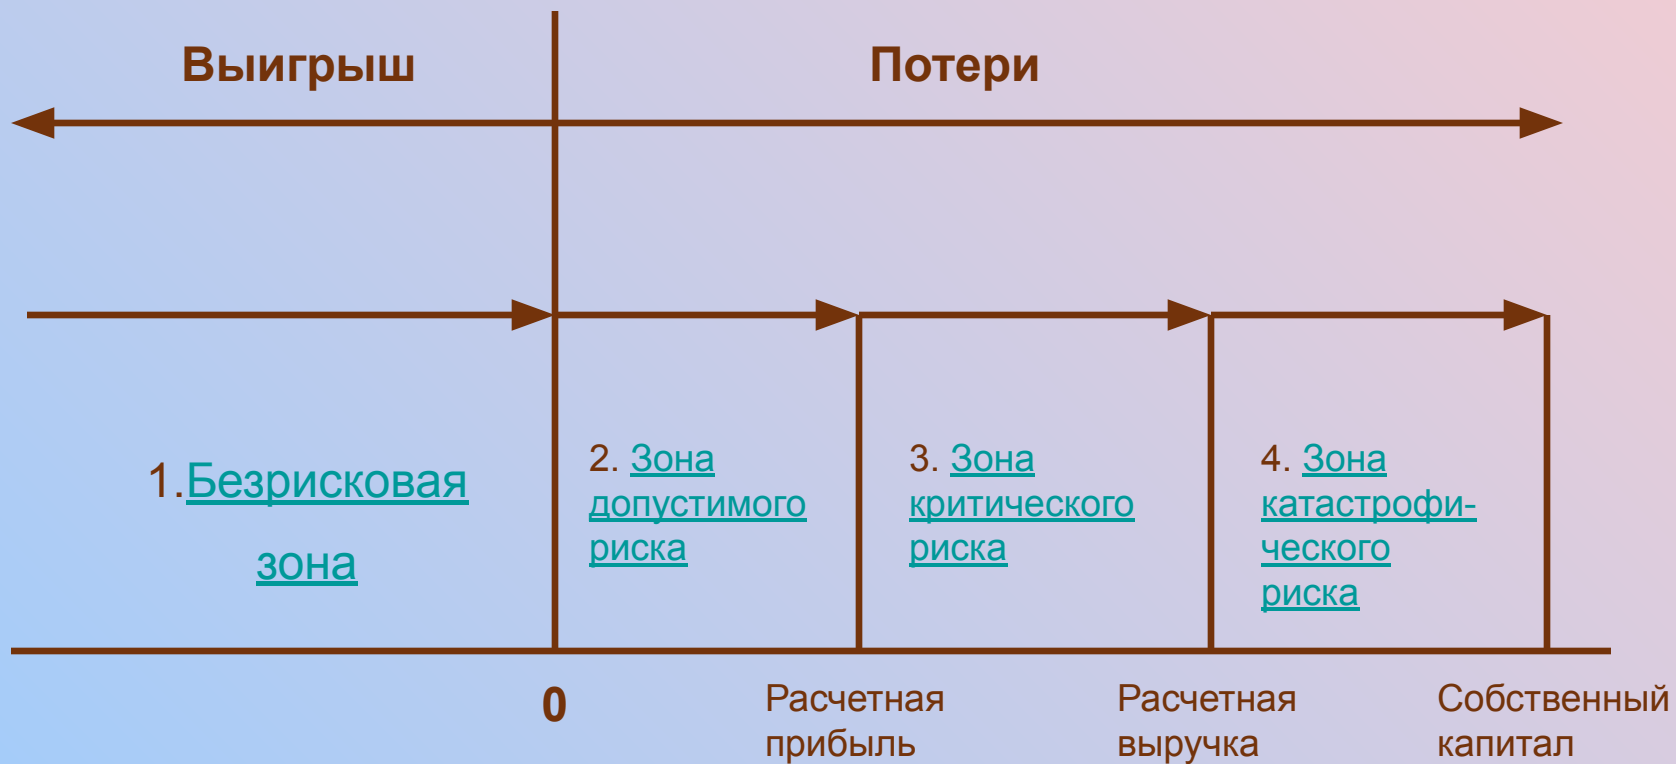 Выигрыш
Потери
1.Безрисковая
зона
2. Зона
допустимого
риска
3. Зона
критического
риска
4. Зона
катастрофи-
ческого
риска
0
Расчетная
прибыль
Расчетная
выручка
Собственный
капитал